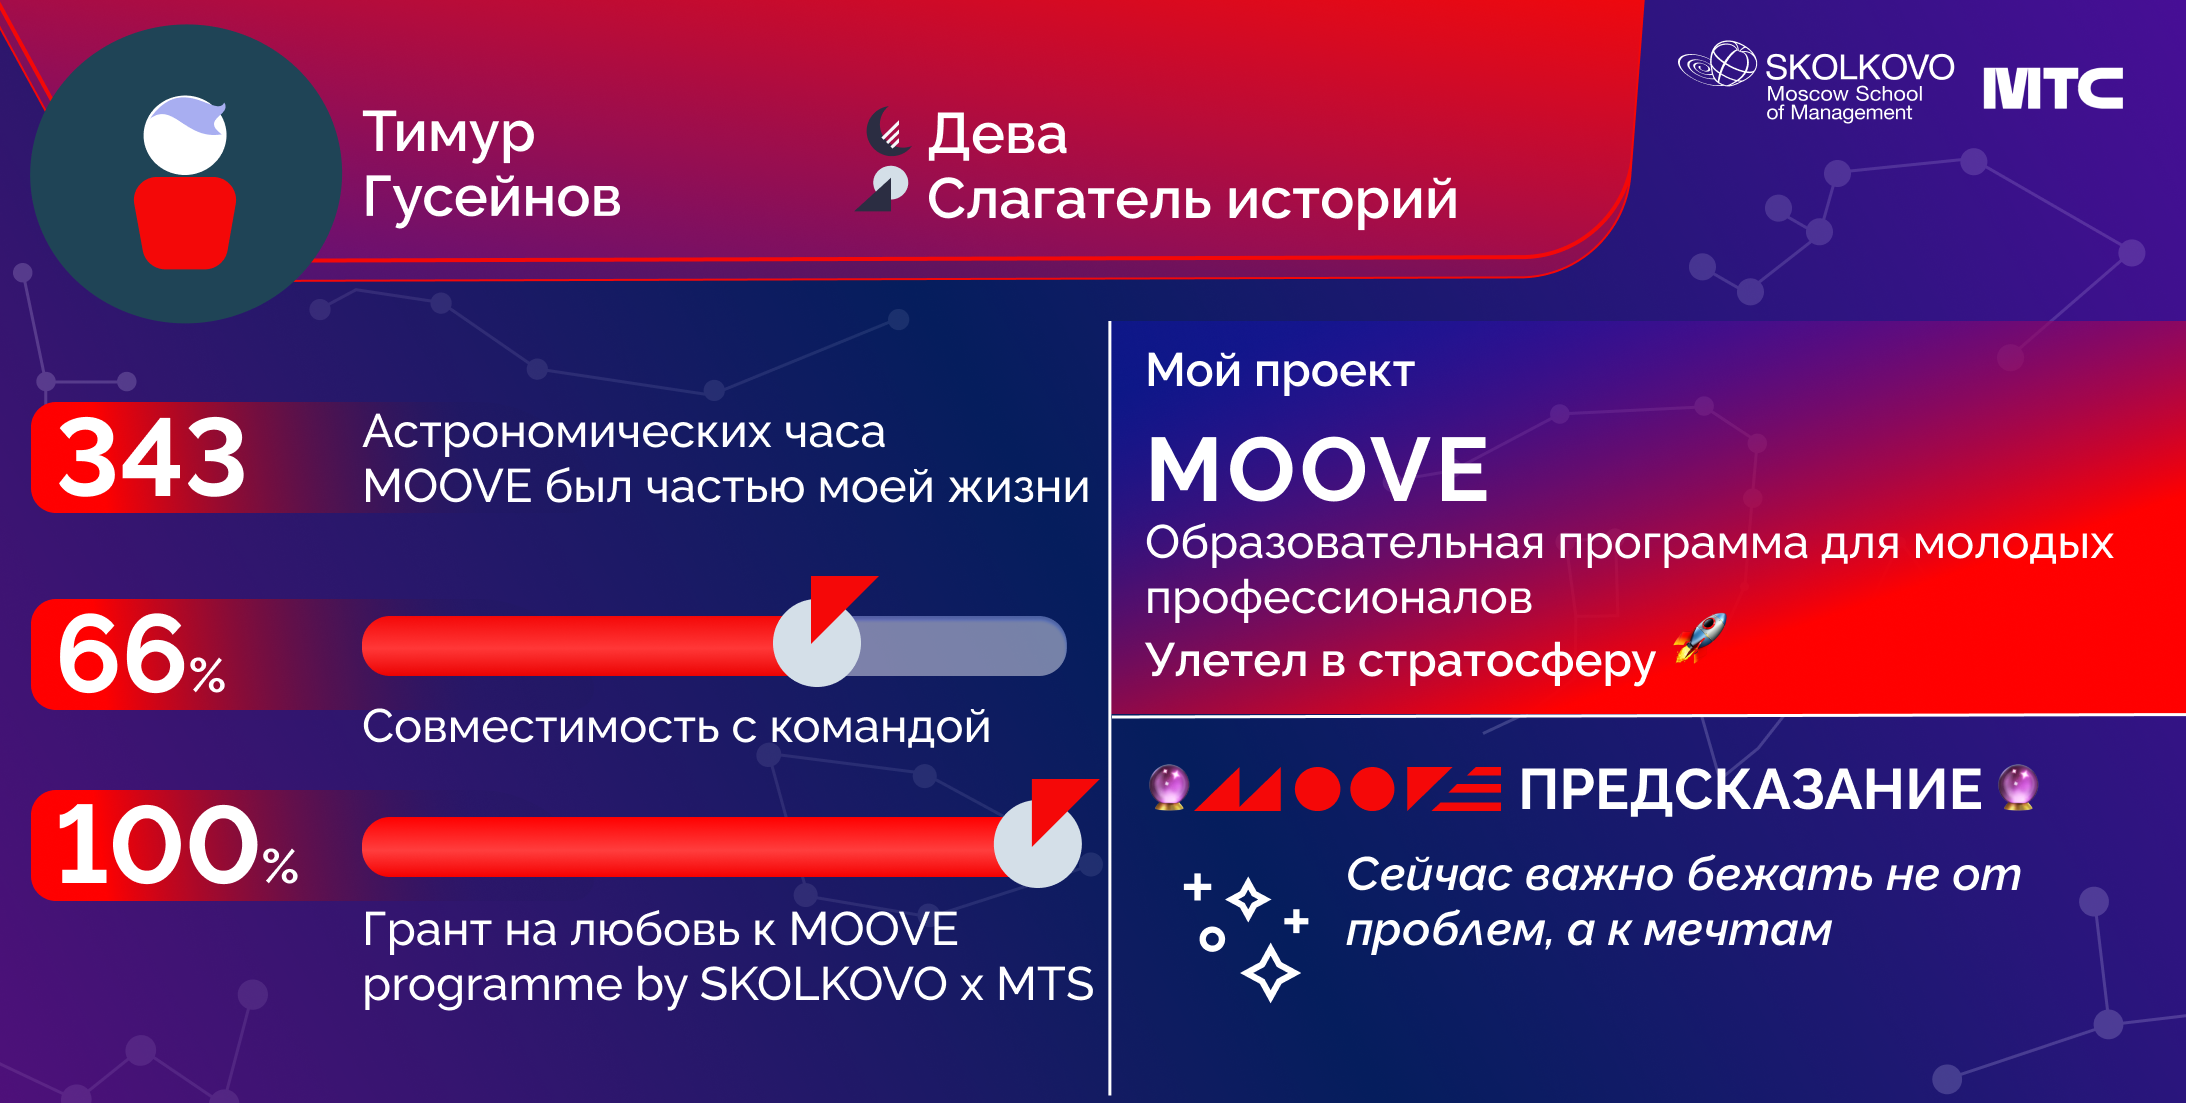 Тимур
Гусейнов
Дева
Слагатель историй
SKOLKOVO
Moscow School
of Management
МТС
343
Астрономических часа
MOOVE был частью моей жизни
66%
Совместимость с командой
100%
Грант на любовь к MOOVE
programme by SKOLKOVO x MTS
Мой проект
MOOVE
Образовательная программа для молодых
профессионалов
Улетел в стратосферу
MOOVE ПРЕДСКАЗАНИЕ
Сейчас важно бежать не от
проблем, а к мечтам